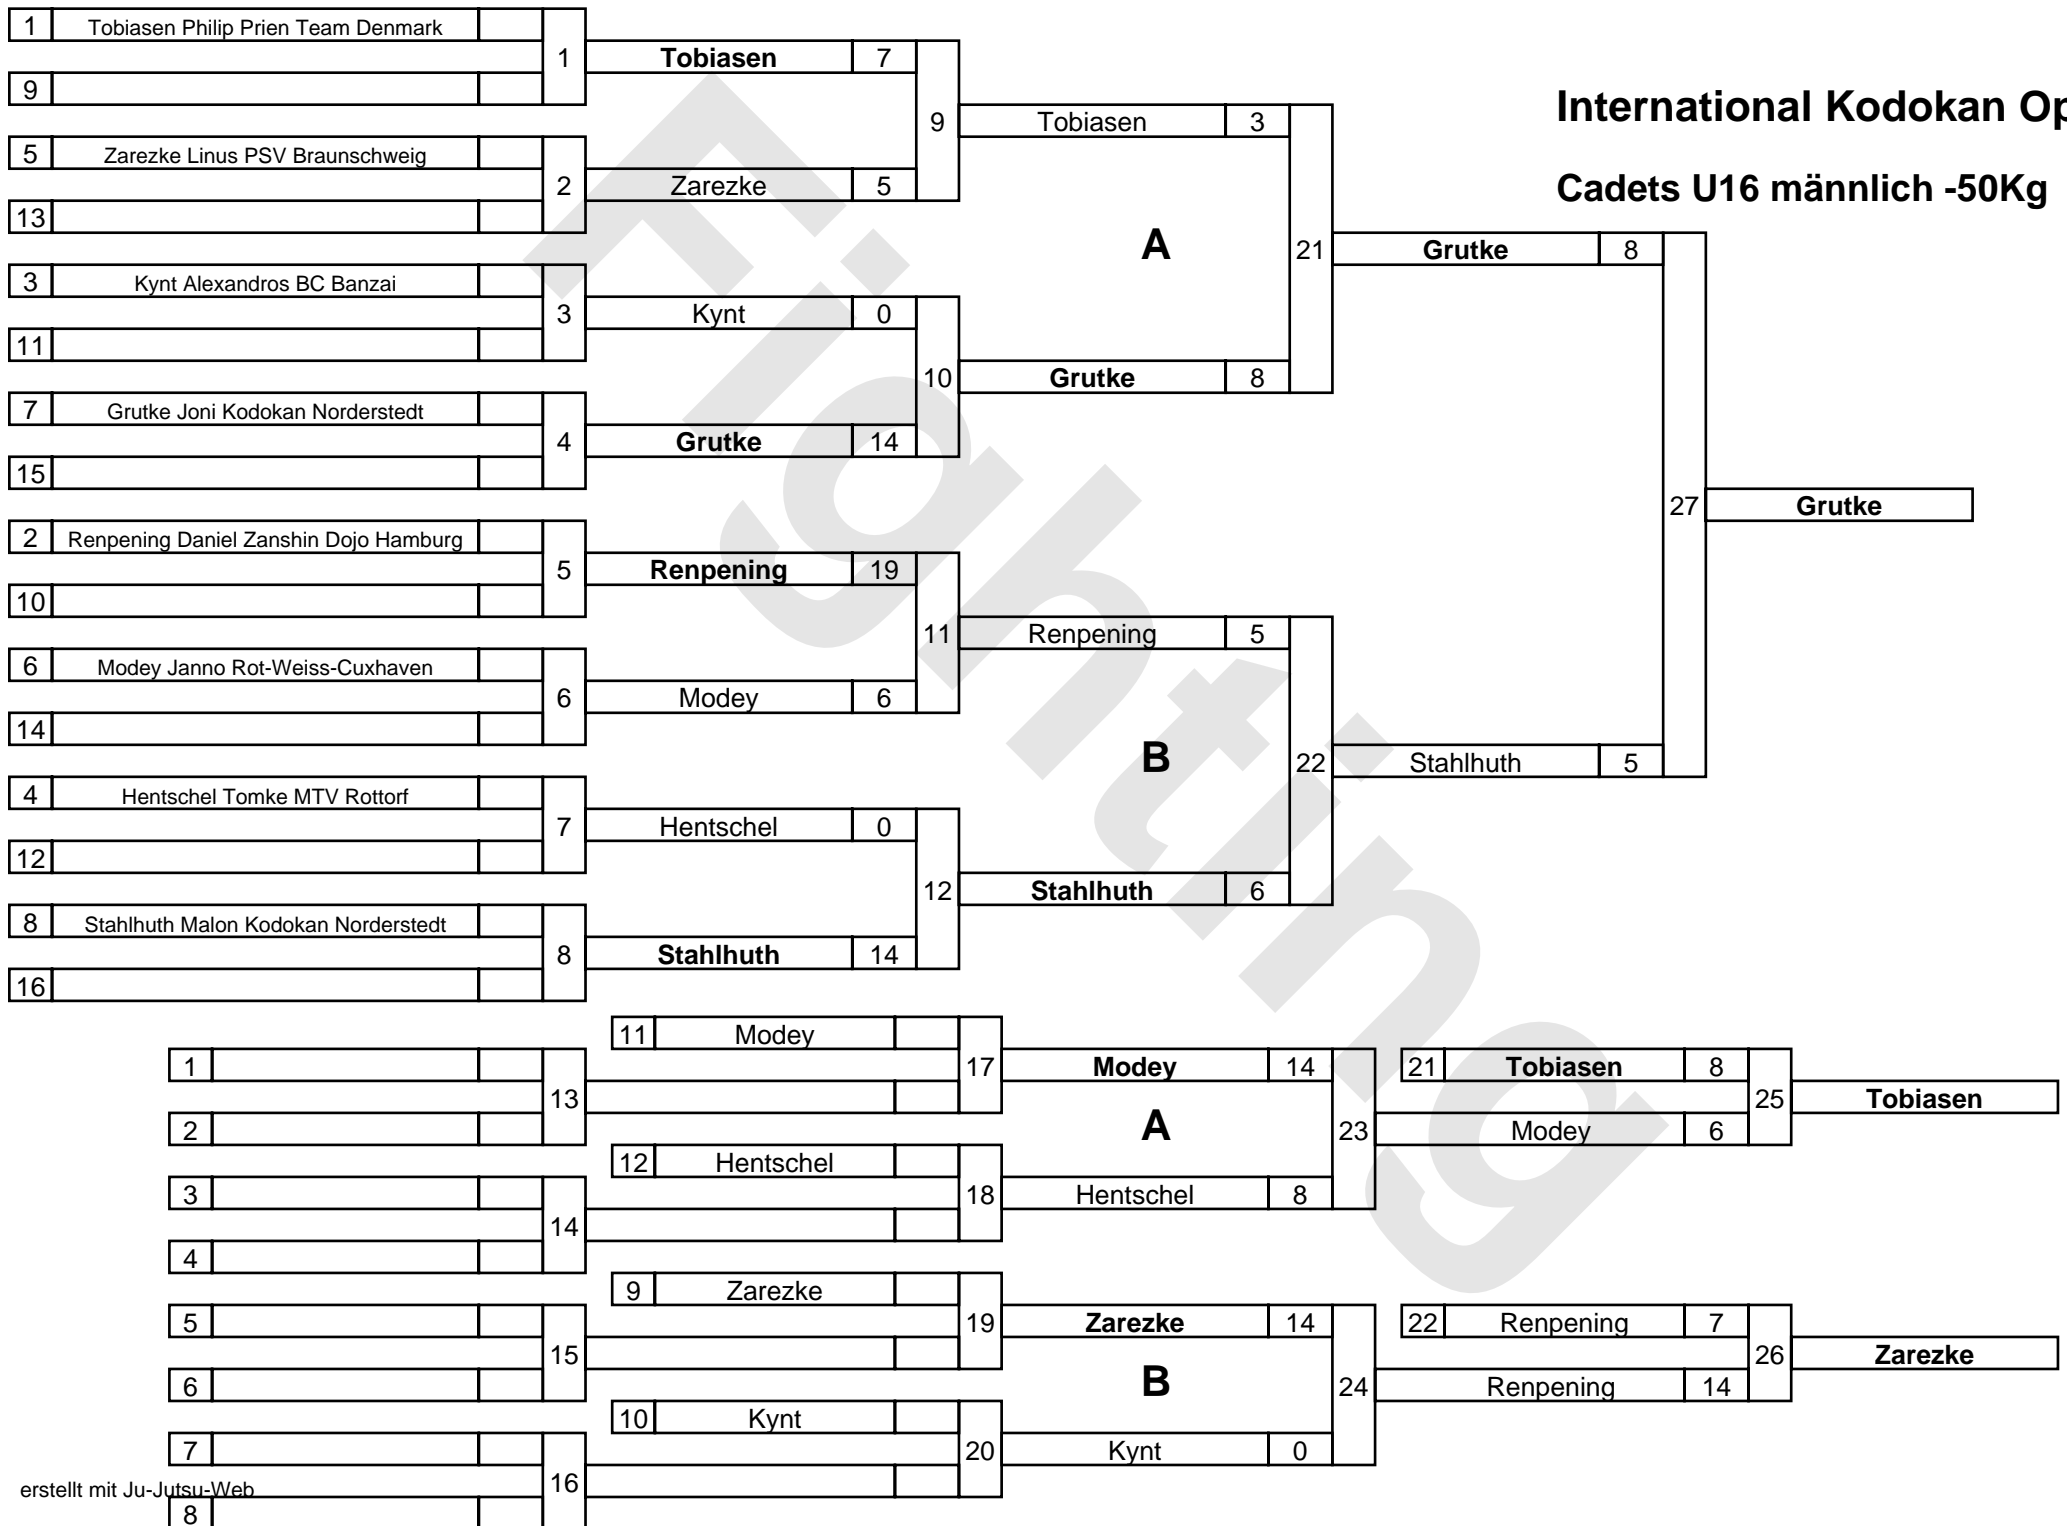 1 Tobiasen Philip Prien Team Denmark
1 Tobiasen 7
9
9 Tobiasen 3
International Kodokan Op
5 Zarezke Linus PSV Braunschweig
2 Zarezke 5
Cadets U16 männlich -50Kg
13
A
21 Grutke 8
3 Kynt Alexandros BC Banzai
3 Kynt 0
11
10 Grutke 8
7 Grutke Joni Kodokan Norderstedt
4 Grutke 14
15
27 Grutke
2 Renpening Daniel Zanshin Dojo Hamburg
5 Renpening 19
10
11 Renpening 5
6 Modey Janno Rot-Weiss-Cuxhaven
6 Modey 6
14
B
22 Stahlhuth 5
4 Hentschel Tomke MTV Rottorf
7 Hentschel 0
12
12 Stahlhuth 6
8 Stahlhuth Malon Kodokan Norderstedt
8 Stahlhuth 14
16
11 Modey
1
17 Modey 14
21 Tobiasen 8
13
A
25 Tobiasen
2
23 Modey 6
12 Hentschel
3
18 Hentschel 8
14
4
9 Zarezke
5
19 Zarezke 14
22 Renpening 7
15
B
26 Zarezke
6
24 Renpening 14
10 Kynt
7
20 Kynt 0
16
erstellt mit Ju-Jutsu-Web
8
Fighting